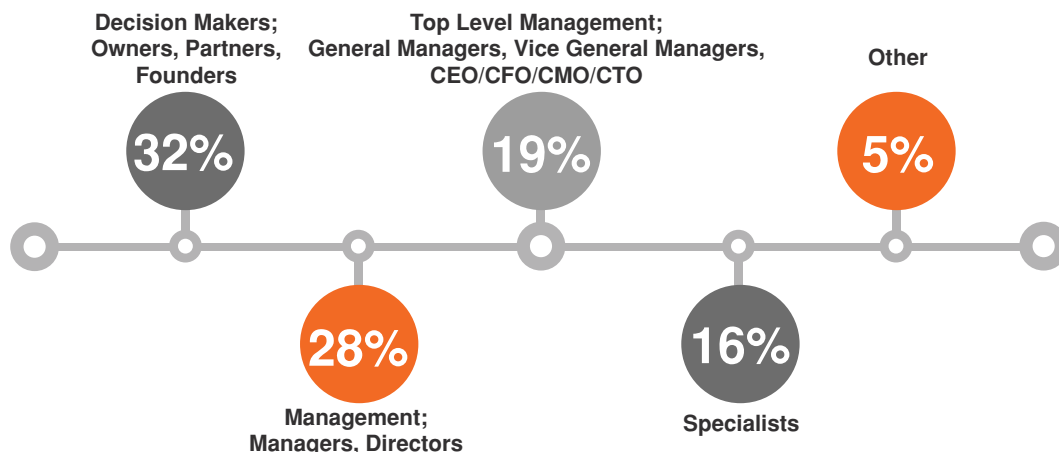 Decision Makers;
Owners, Partners,
Founders
32%
Management;
Managers, Directors
28%
Top Level Management;
General Managers, Vice General Managers,
CEO/CFO/CMO/CTO
19%
Specialists
16%
Other
5%